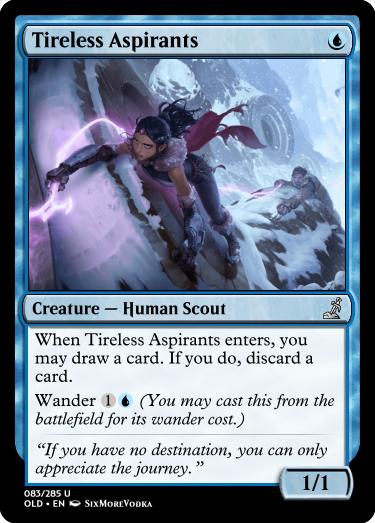 Tireless Aspirants
Creature — Human Scout
When Tireless Aspirants enters, you
may draw a card. If you do, discard a
card.
Wander 1 (You may cast this from the
battlefield for its wander cost.)
"If you have no destination, you can only
appreciate the journey."
1/1
083/285 U
OLD • EN SixMoreVodka